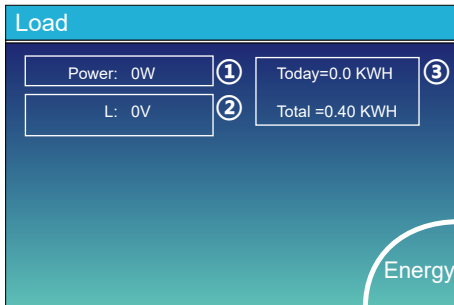 Load
Power: 0W ①
L: 0V ②
Today=0.0 KWH ③
Total =0.40 KWH
Energy